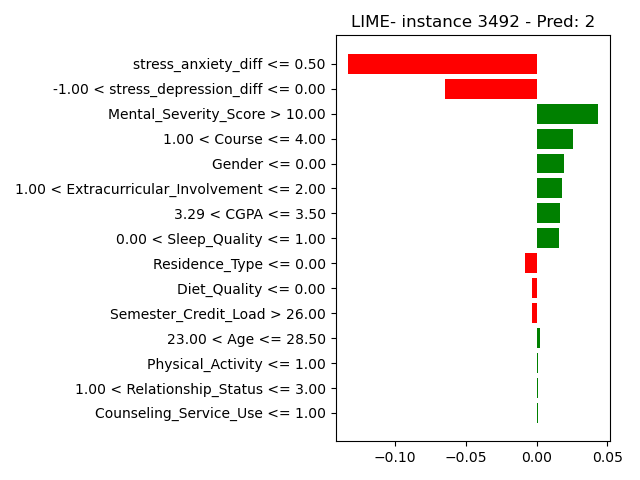 LIME- instance 3492 - Pred: 2
stress_anxiety_diff <= 0.50
-1.00 < stress_depression_diff <= 0.00
Mental_Severity_Score > 10.00
1.00 < Course <= 4.00
Gender <= 0.00
1.00 < Extracurricular_Involvement <= 2.00
3.29 < CGPA <= 3.50
0.00 < Sleep_Quality <= 1.00
Residence_Type <= 0.00
Diet_Quality <= 0.00
Semester_Credit_Load > 26.00
23.00 < Age <= 28.50
Physical_Activity <= 1.00
1.00 < Relationship_Status <= 3.00
Counseling_Service_Use <= 1.00
−0.10 −0.05 0.00 0.05